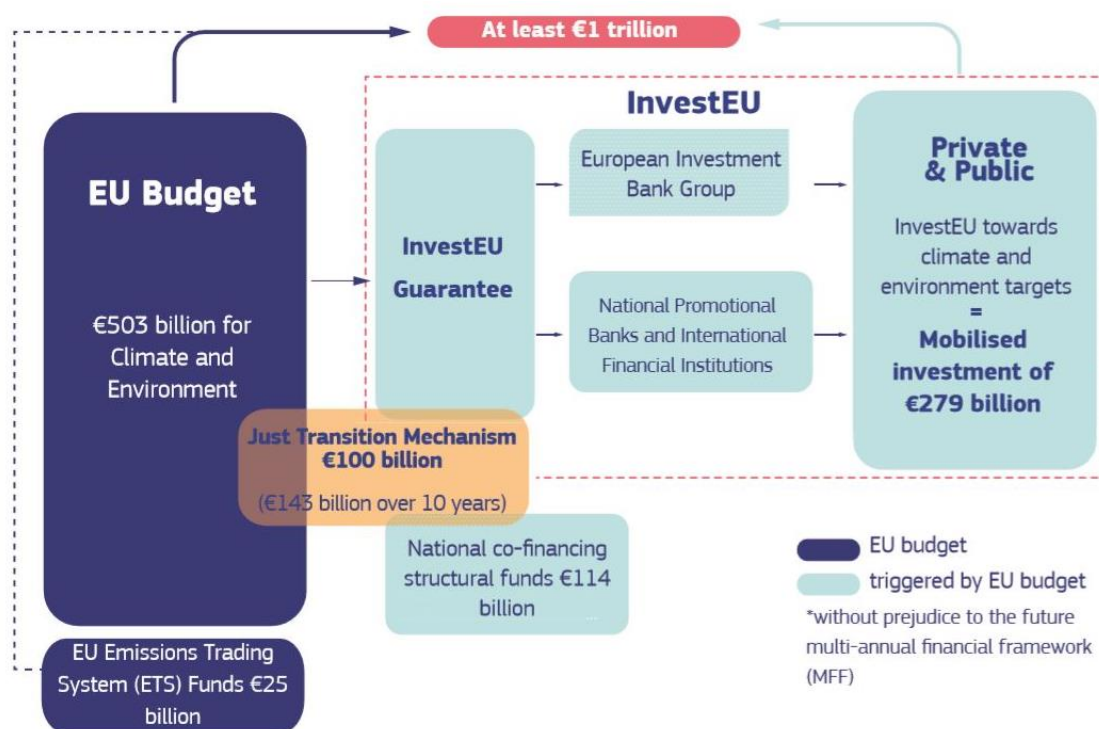 At least €1 trillion
InvestEU
EU Budget
€503 billion for
Climate and
Environment
InvestEU
Guarantee
European Investment
Bank Group
National Promotional
Banks and International
Financial Institutions
Private
& Public
InvestEU towards
climate and
environment targets
=
Mobilised
investment of
€279 billion
Just Transition Mechanism
€100 billion
(€143 billion over 10 years)
National co-financing
structural funds €114
billion
...
EU Emissions Trading
System (ETS) Funds €25
billion
EU budget
triggered by EU budget
*without prejudice to the future
multi-annual financial framework
(MFF)